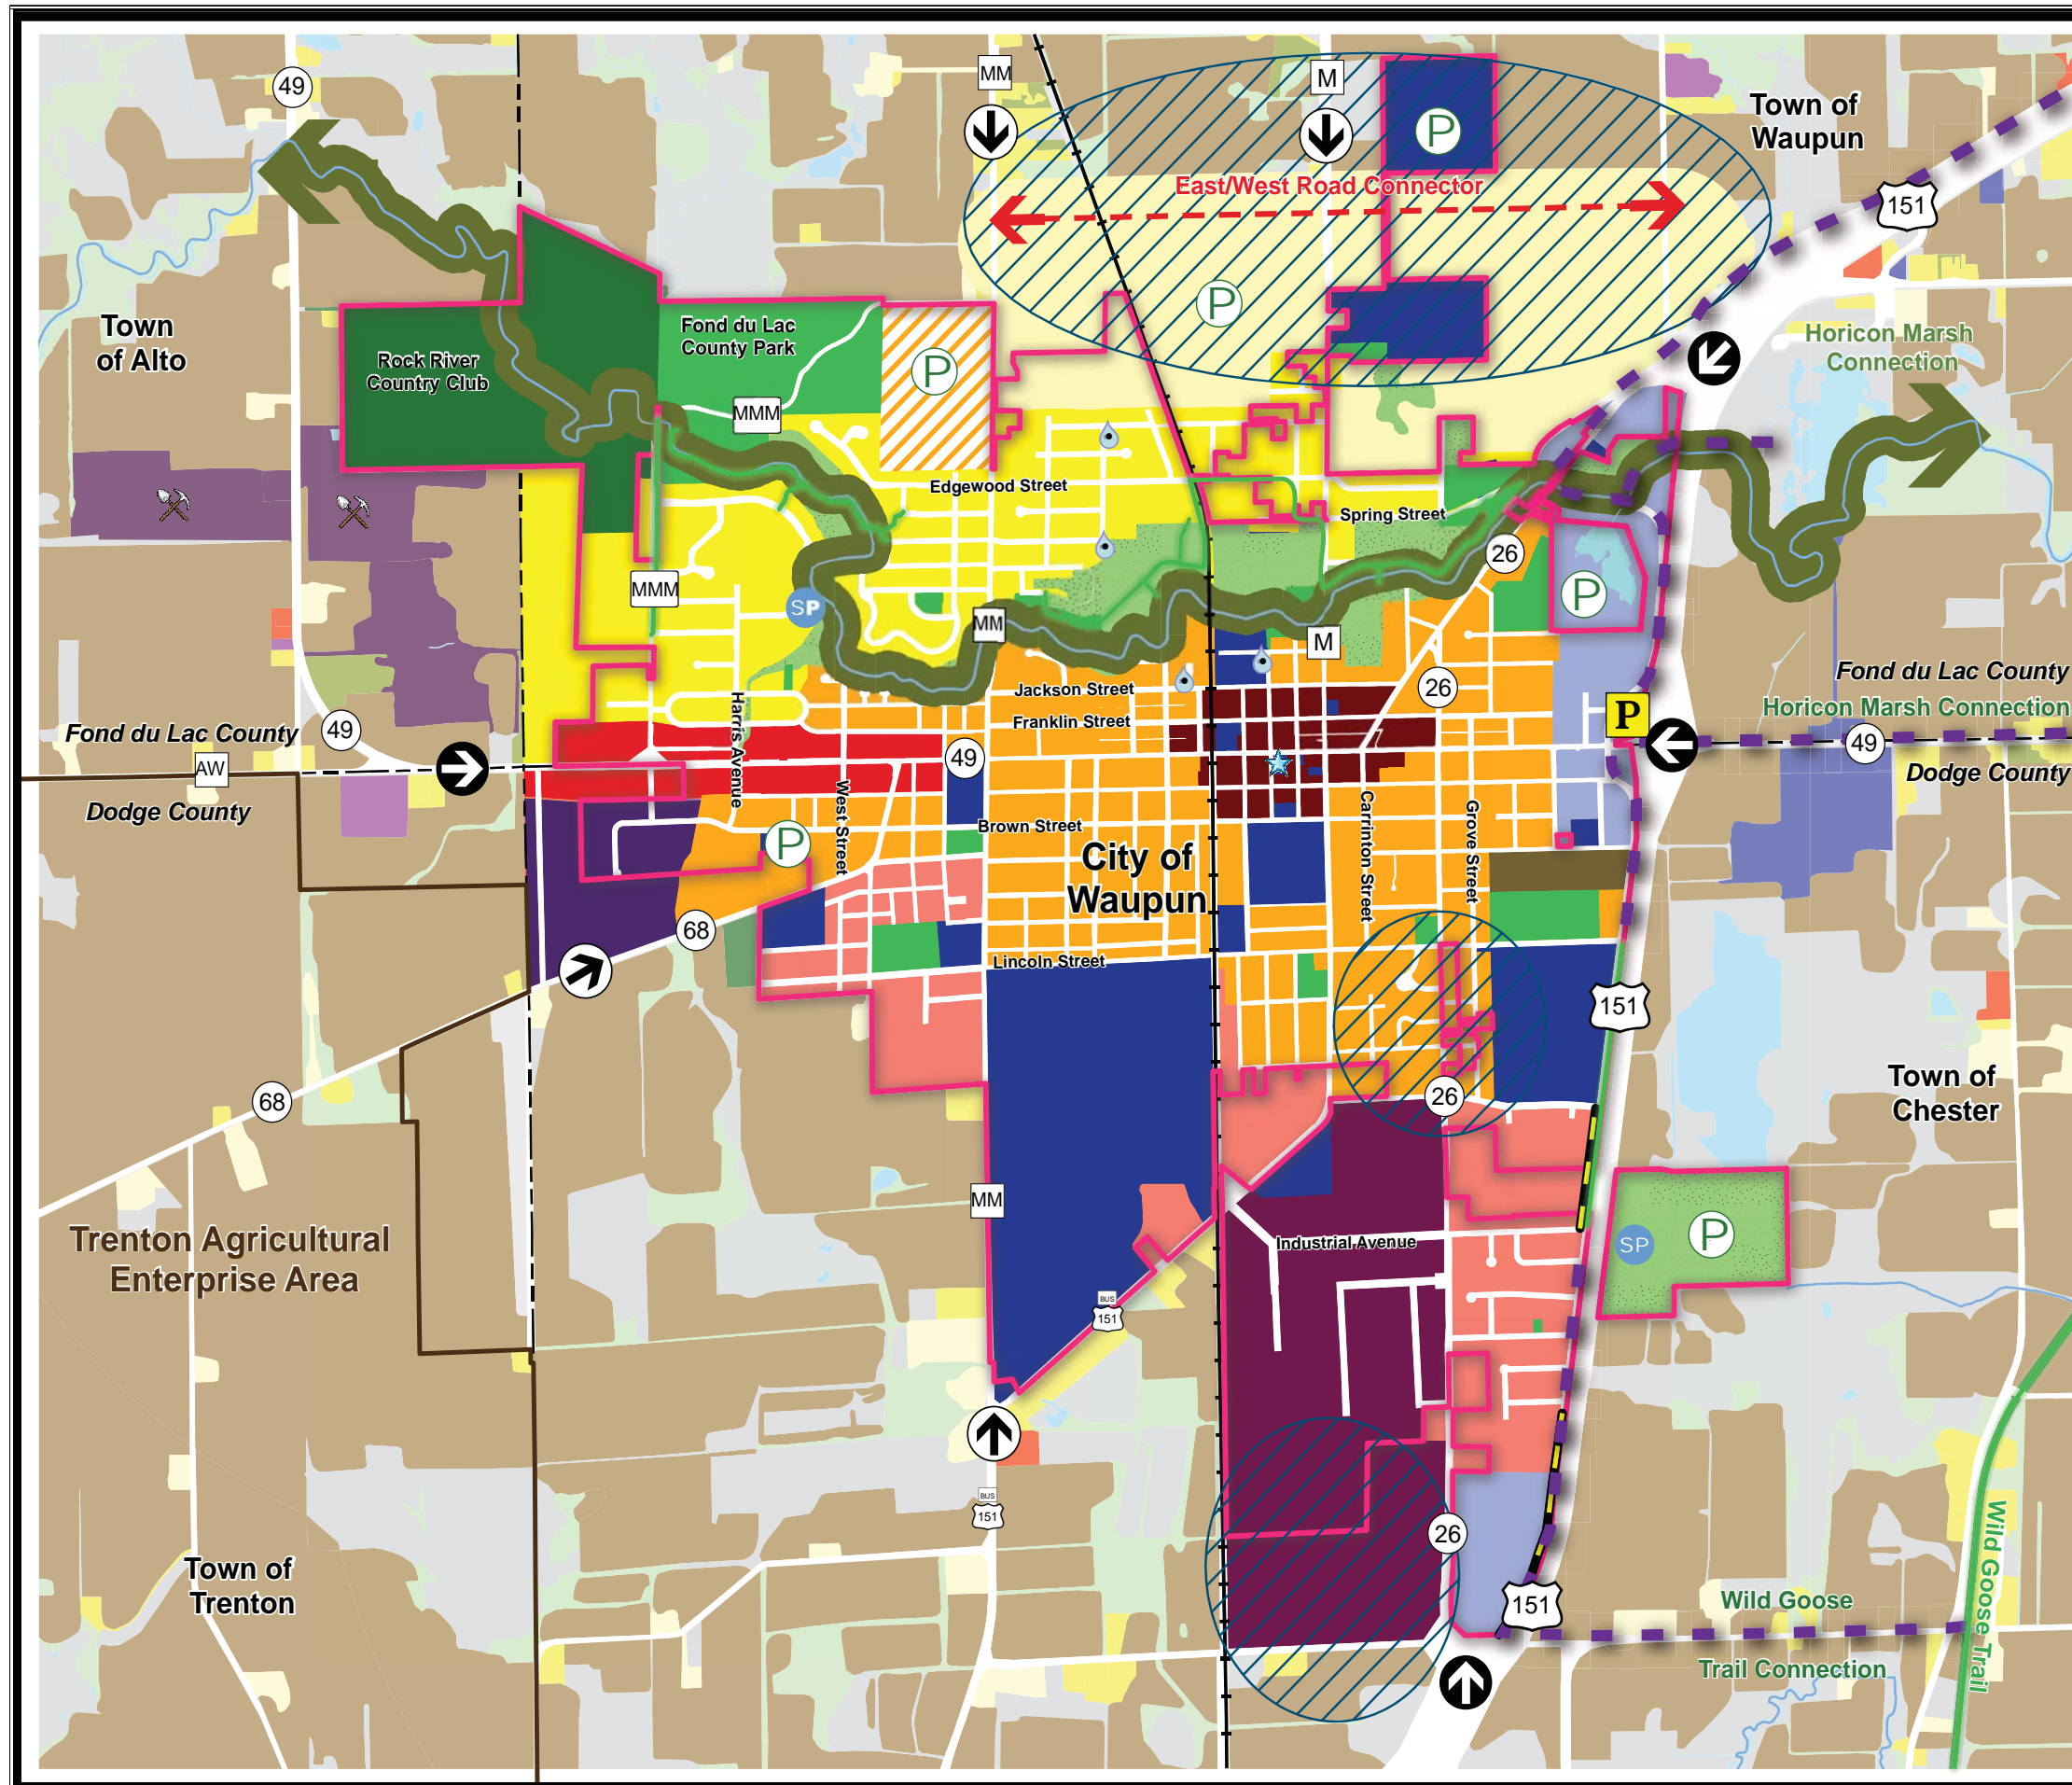 MM
M
49
Town of
Waupun
P
East/West Road Connector
151
P
Town
of Alto
Fond du Lac
County Park
Rock River
Country Club
P
Horicon Marsh
Connection
MMM
Edgewood Street
Spring Street
26
MMM
SP
P
MM
M
Fond du Lac County
Jackson Street
26
Harris Avenue
Horicon Marsh Connection
P
Franklin Street
49
Fond du Lac County
49
49
AW
Dodge County
Dodge County
West Street
Carrington Street
Grove Street
Brown Street
P
City of
Waupun
68
Lincoln Street
151
Town of
Chester
26
68
MM
Trenton Agricultural
Enterprise Area
Industrial Avenue
SP
P
BUS
151
BUS
151
26
Wild Goose Trail
Town of
Trenton
151
Wild Goose
Trail Connection